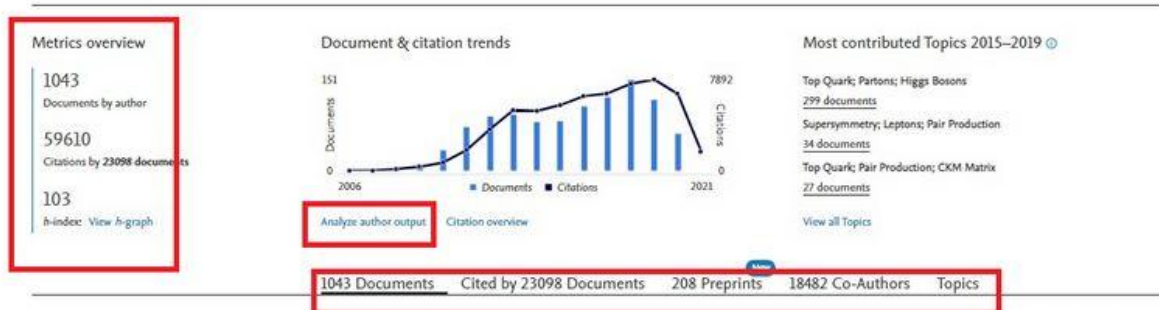 Metrics overview
1043
Documents by author
59610
Citations by 23098 documents
103
h-index: View h-graph
Document & citation trends
151
7892
Documents
Citations
0
0
2006
2021
Documents
Citations
Analyze author output
Citation overview
Most contributed Topics 2015–2019
Top Quark; Partons; Higgs Bosons
299 documents
Supersymmetry; Leptons; Pair Production
34 documents
Top Quark; Pair Production; CKM Matrix
27 documents
View all Topics
New
1043 Documents Cited by 23098 Documents 208 Preprints 18482 Co-Authors Topics